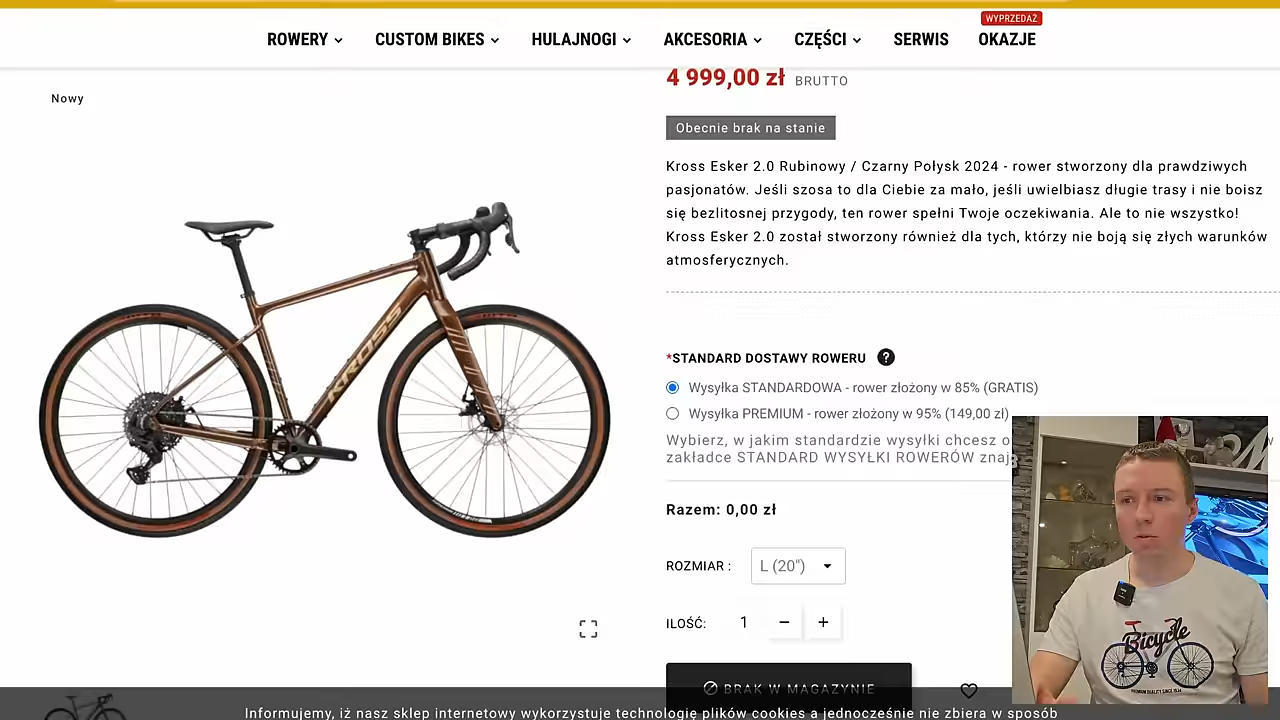 WYPRZEDAŻ
ROWERY CUSTOM BIKES HULAJNOGI AKCESORIA CZĘŚCI SERWIS OKAZJE
4 999,00 zł BRUTTO
Nowy
Obecnie brak na stanie
Kross Esker 2.0 Rubinowy / Czarny Połysk 2024 - rower stworzony dla prawdziwych
pasjonatów. Jeśli szosa to dla Ciebie za mało, jeśli uwielbiasz długie trasy i nie boisz
się bezlitosnej przygody, ten rower spełni Twoje oczekiwania. Ale to nie wszystko!
Kross Esker 2.0 został stworzony również dla tych, którzy nie boją się złych warunków
atmosferycznych.
KROSS
*STANDARD DOSTAWY ROWERU ?
Wysyłka STANDARDOWA - rower złożony w 85% (GRATIS)
Wysyłka PREMIUM - rower złożony w 95% (149,00 zł)
Wybierz, w jakim standardzie wysyłki chcesz o
zakładce STANDARD WYSYŁKI ROWERÓW znaj
Razem: 0,00 zł
ROZMIAR : L (20")
ILOŚĆ: 1 − +
BRAK W MAGAZYNIE
Bicycle
Informujemy, iż nasz sklep internetowy wykorzystuje technologię plików cookies a jednocześnie nie zbiera w sposób